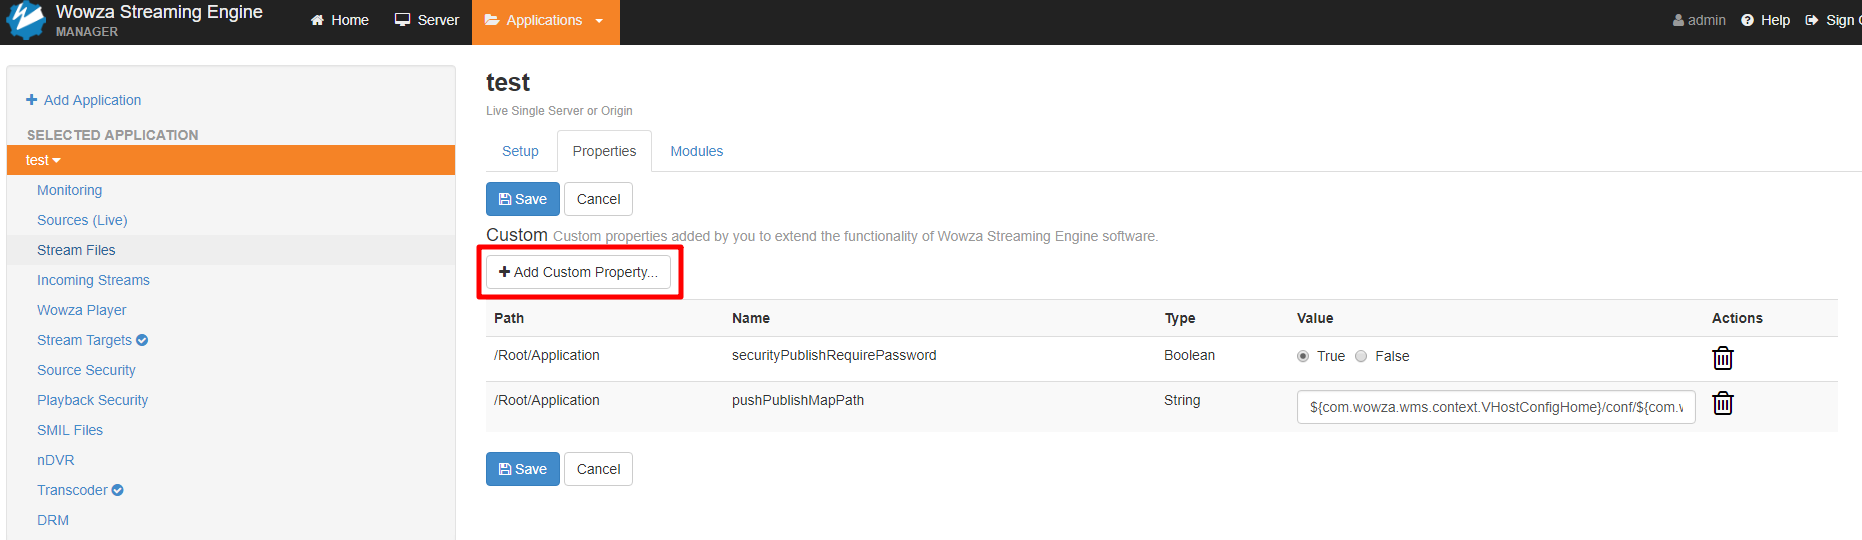 Wowza Streaming Engine
MANAGER
Home
Server
Applications
admin
Help
Sign
Add Application
SELECTED APPLICATION
test
Monitoring
Sources (Live)
Stream Files
Incoming Streams
Wowza Player
Stream Targets
Source Security
Playback Security
SMIL Files
nDVR
Transcoder
DRM
test
Live Single Server or Origin
Setup Properties Modules
Save Cancel
Custom Custom properties added by you to extend the functionality of Wowza Streaming Engine software.
+ Add Custom Property...
Path Name Type Value Actions
/Root/Application securityPublishRequirePassword Boolean True False
/Root/Application pushPublishMapPath String ${com.wowza.wms.context.VHostConfigHome}/conf/${com.
Save Cancel